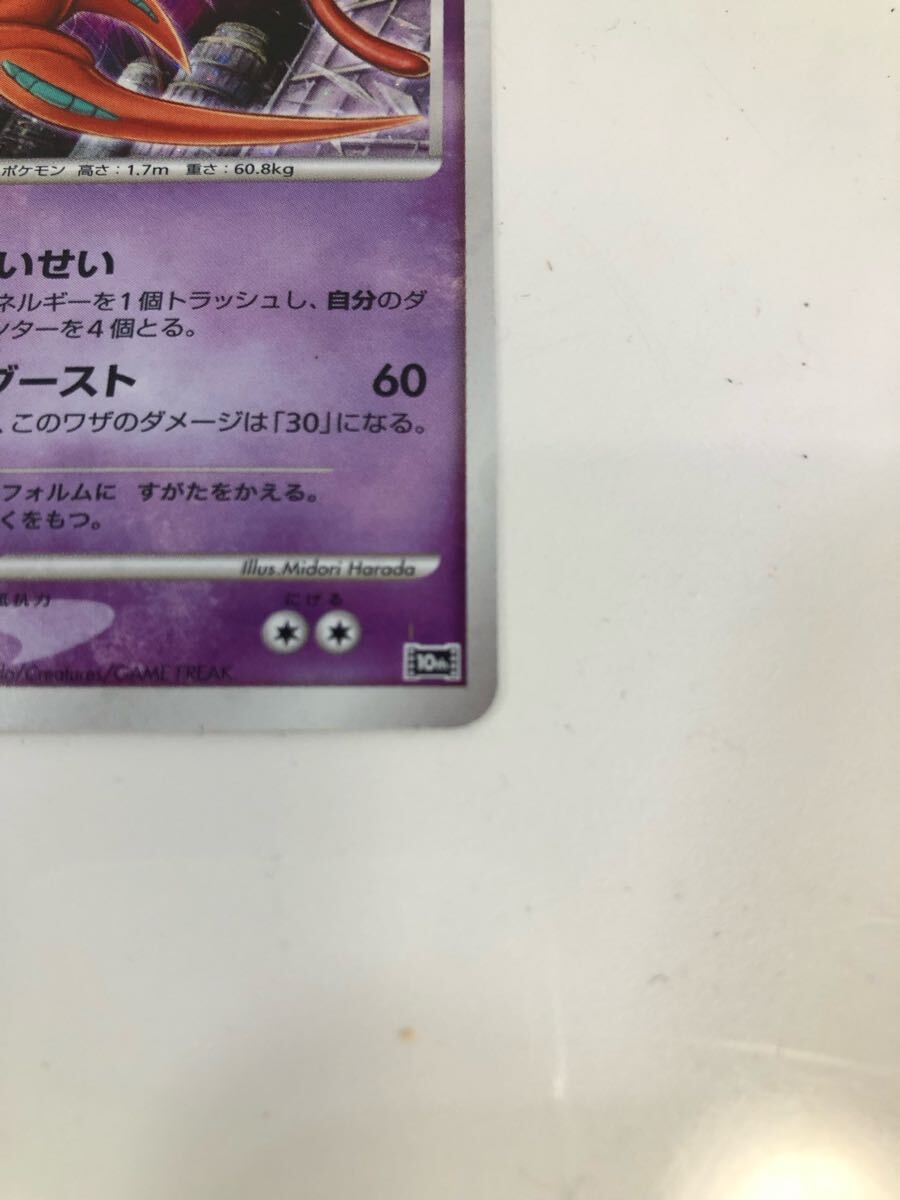 ポケモン 高さ：1.7m 重さ：60.8kg
いせい
ネルギーを1個トラッシュし、自分のダ
ンターを4個とる。
ブースト 60
、このワザのダメージは「30」になる。
フォルムに すがたをかえる。
くをもつ。
Illus.Midori Harada
抵抗力 にげる
do/Creatures/GAME FREAK.
10th